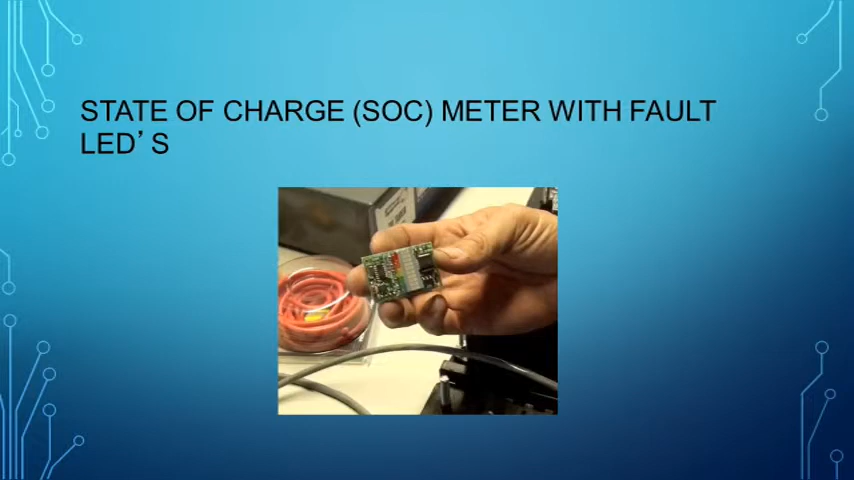 STATE OF CHARGE (SOC) METER WITH FAULT
LED’S